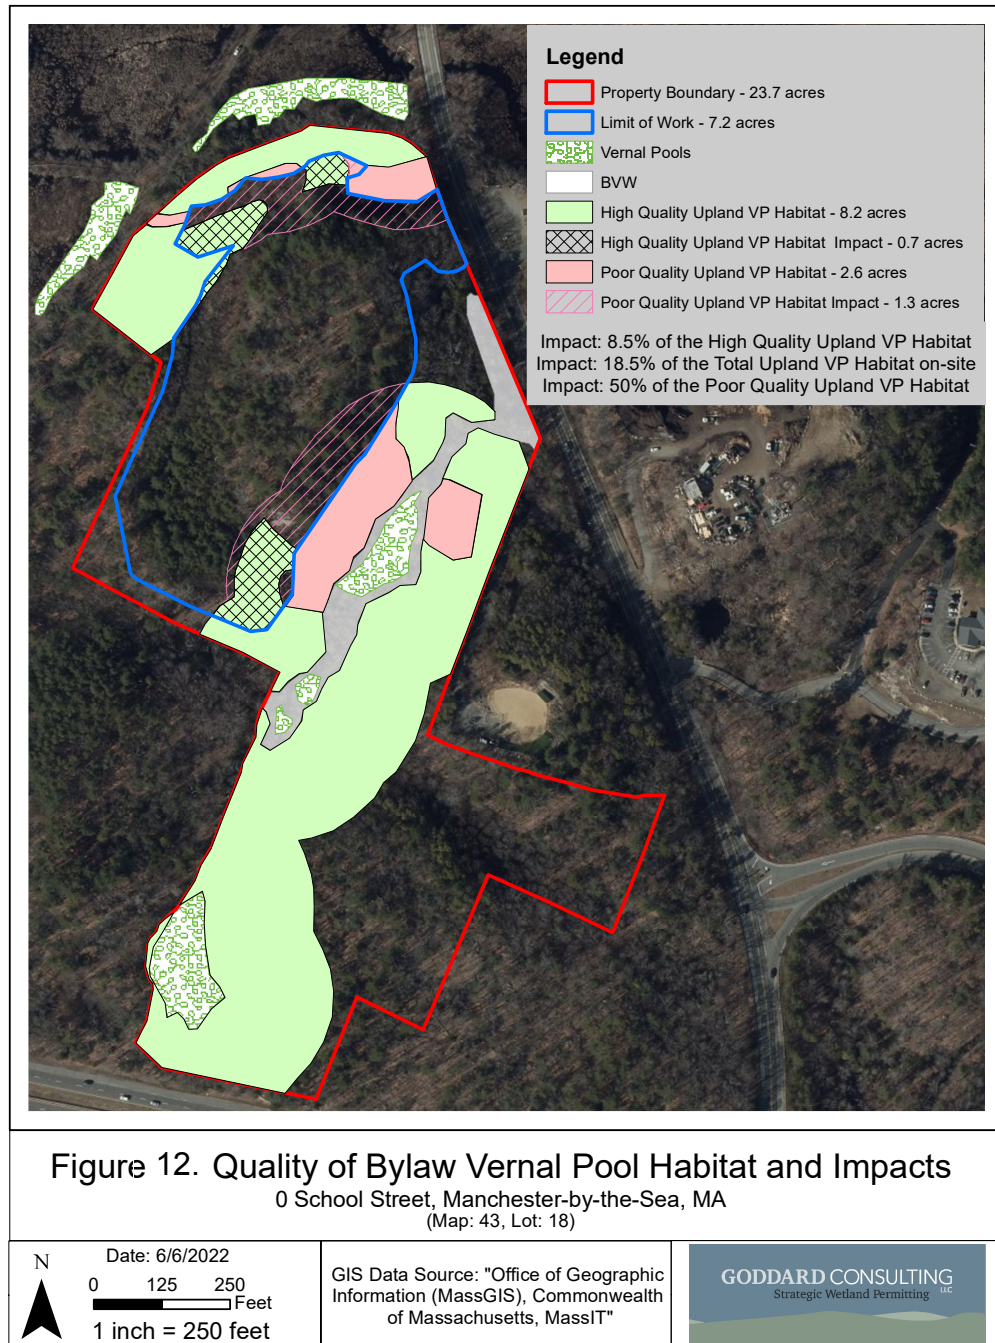 Legend
Property Boundary - 23.7 acres
Limit of Work - 7.2 acres
Vernal Pools
BVW
High Quality Upland VP Habitat - 8.2 acres
High Quality Upland VP Habitat Impact - 0.7 acres
Poor Quality Upland VP Habitat - 2.6 acres
Poor Quality Upland VP Habitat Impact - 1.3 acres
Impact: 8.5% of the High Quality Upland VP Habitat
Impact: 18.5% of the Total Upland VP Habitat on-site
Impact: 50% of the Poor Quality Upland VP Habitat
Figure 12. Quality of Bylaw Vernal Pool Habitat and Impacts
0 School Street, Manchester-by-the-Sea, MA
(Map: 43, Lot: 18)
N
Date: 6/6/2022
0 125 250
Feet
1 inch = 250 feet
GIS Data Source: "Office of Geographic
Information (MassGIS), Commonwealth
of Massachusetts, MassIT"
GODDARD CONSULTING
LLC
Strategic Wetland Permitting